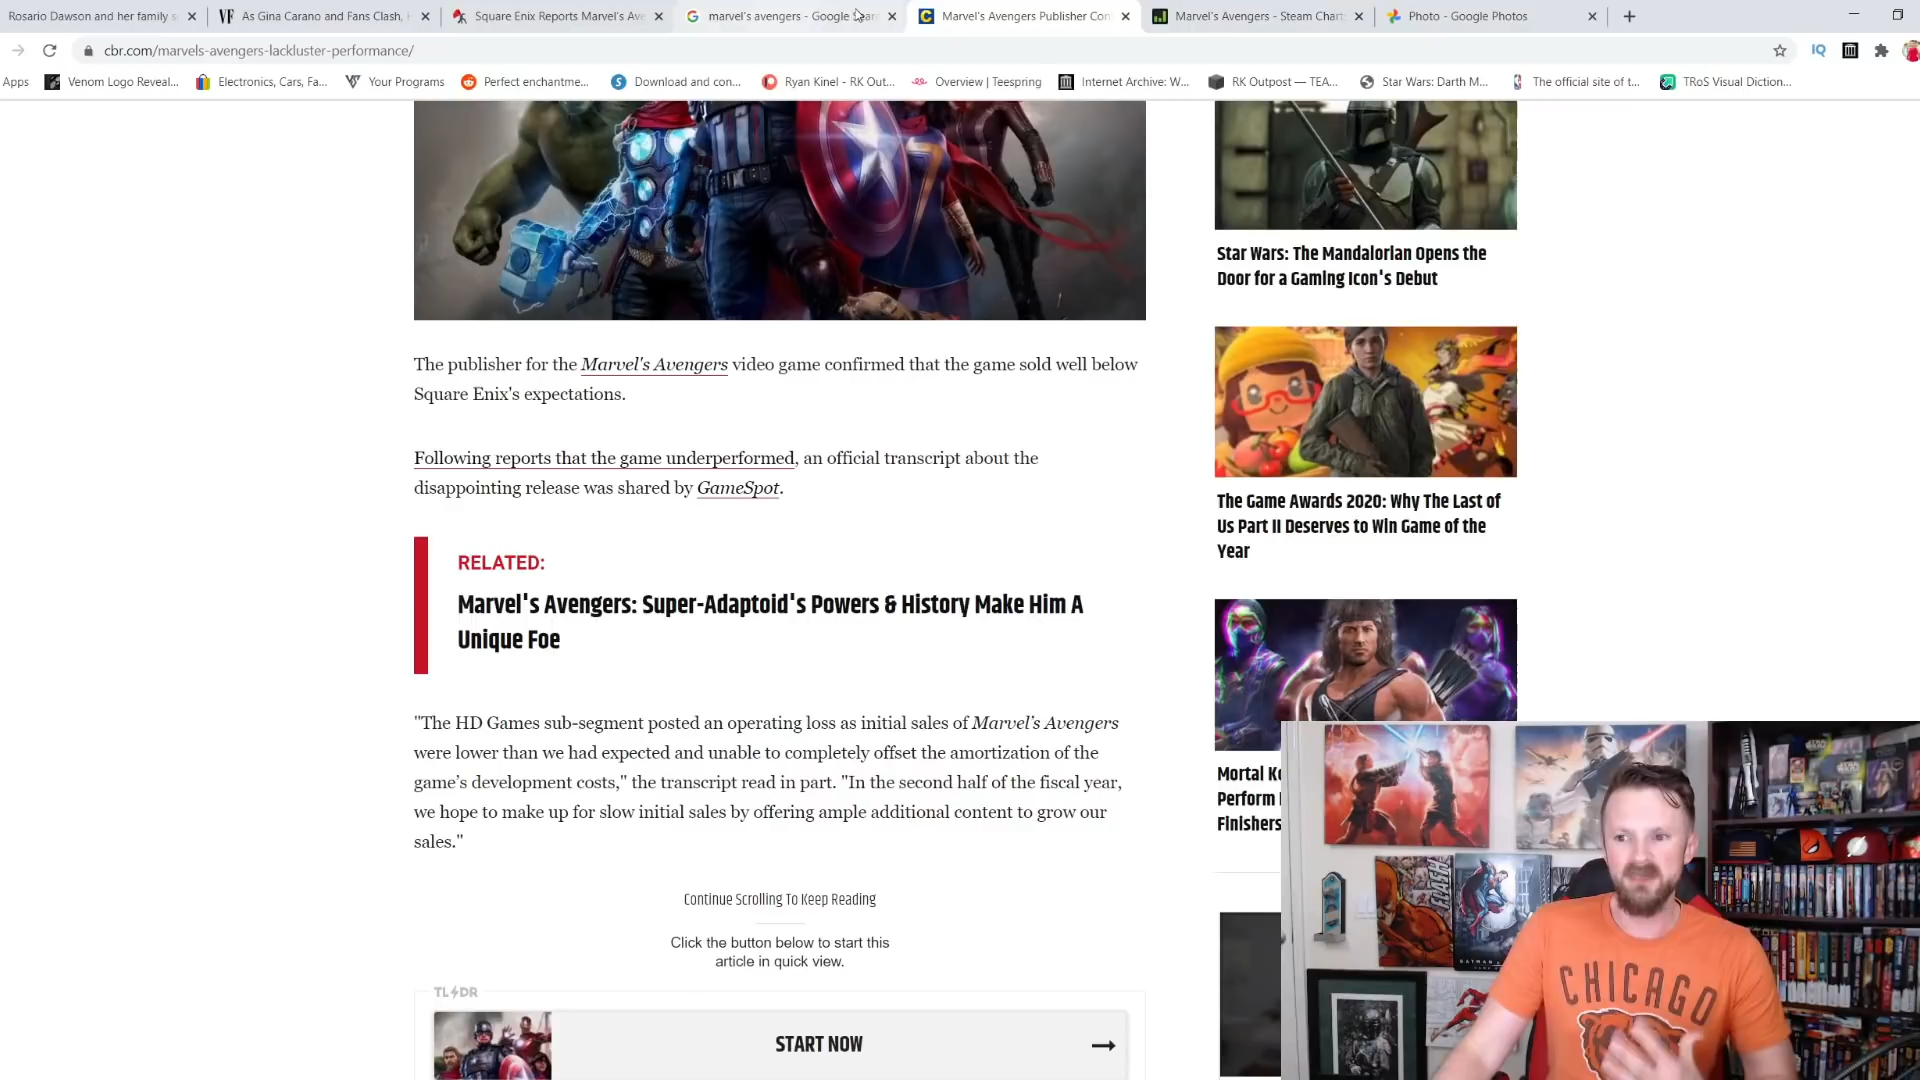 Rosario Dawson and her family s
As Gina Carano and Fans Clash,
Square Enix Reports Marvel's Ave
marvel's avengers - Google Sear
Marvel's Avengers Publisher Con
Marvel's Avengers - Steam Chart
Photo - Google Photos
cbr.com/marvels-avengers-lackluster-performance/
Apps
Venom Logo Reveal...
Electronics, Cars, Fa...
Your Programs
Perfect enchantme...
Download and con...
Ryan Kinel - RK Out...
Overview | Teespring
Internet Archive: W...
RK Outpost — TEA...
Star Wars: Darth M...
The official site of t...
TRoS Visual Diction...
The publisher for the Marvel's Avengers video game confirmed that the game sold well below
Square Enix's expectations.
Following reports that the game underperformed, an official transcript about the
disappointing release was shared by GameSpot.
RELATED:
Marvel's Avengers: Super-Adaptoid's Powers & History Make Him A
Unique Foe
"The HD Games sub-segment posted an operating loss as initial sales of Marvel's Avengers
were lower than we had expected and unable to completely offset the amortization of the
game's development costs," the transcript read in part. "In the second half of the fiscal year,
we hope to make up for slow initial sales by offering ample additional content to grow our
sales."
Continue Scrolling To Keep Reading
Click the button below to start this
article in quick view.
TL DR
START NOW
Star Wars: The Mandalorian Opens the
Door for a Gaming Icon's Debut
The Game Awards 2020: Why The Last of
Us Part II Deserves to Win Game of the
Year
Mortal Ko
Perform
Finishers
FLASH
BATMAN
CHICAGO